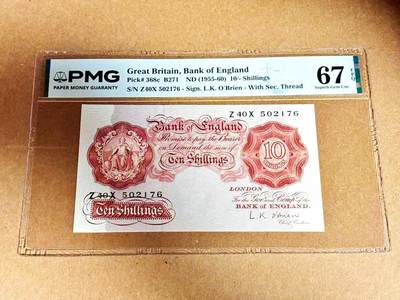 PMG
PAPER MONEY GUARANTY
Great Britain, Bank of England
Pick# 368c B271 ND (1955-60) 10/- Shillings
S/N Z40X 502176 - Sign. L.K. O'Brien - With Sec. Thread
67 EPQ
Superb Gem Unc
Z40X 502176
Bank of England
Promise to pay the Bearer
on Demand the sum of
Ten Shillings
10
SHILLINGS
LONDON
For the Govr. and Compa. of the
BANK OF ENGLAND.
L.K. O'Brien
Chief Cashier
Z40X 502176
Ten Shillings